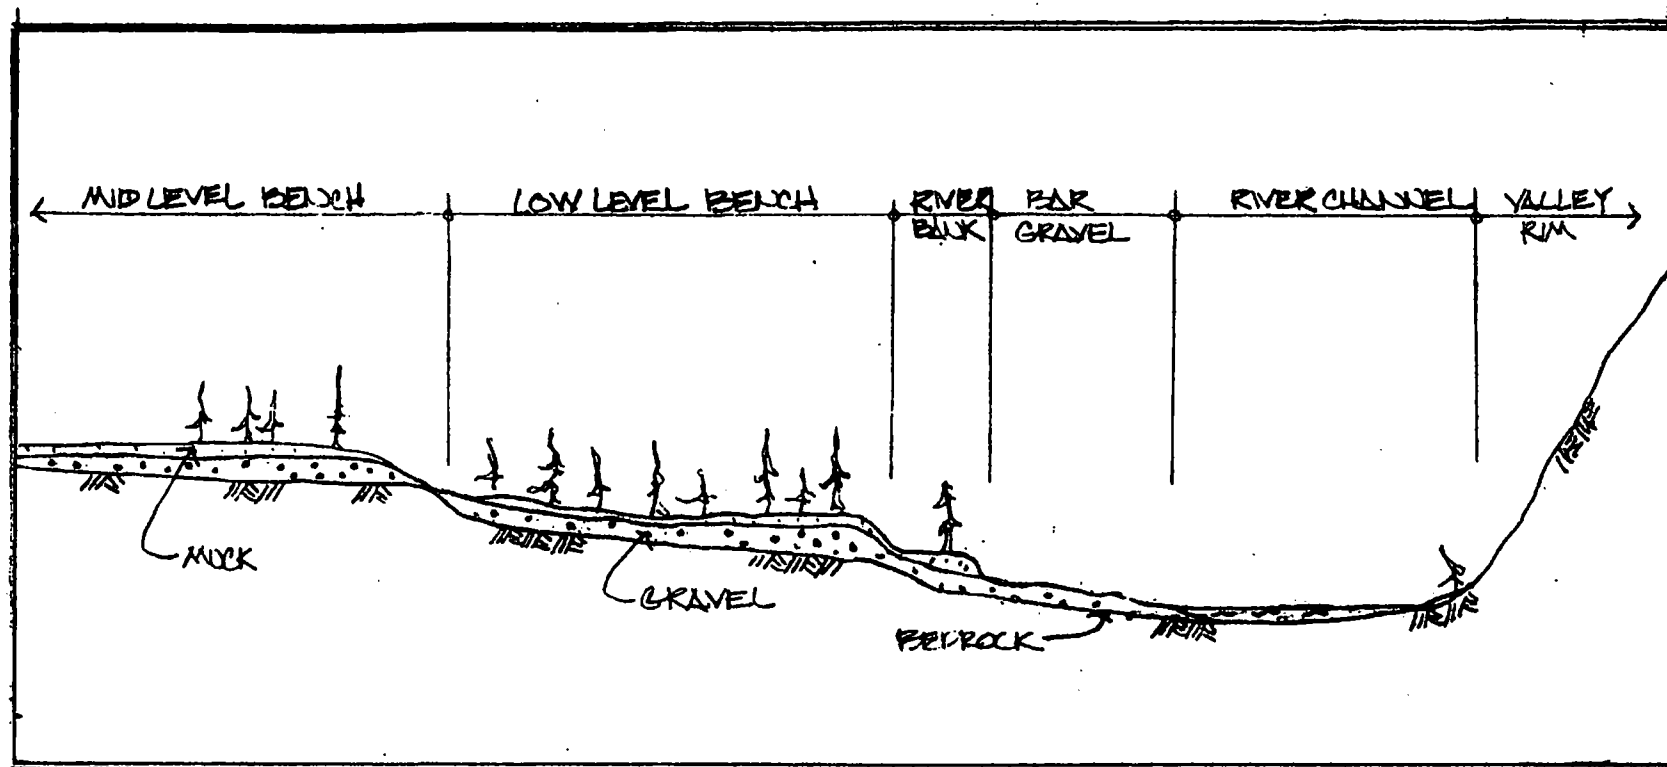 MID LEVEL BENCH
LOW LEVEL BENCH
RIVER
BANK
BAR
GRAVEL
RIVER CHANNEL
VALLEY
RIM
MUCK
GRAVEL
BEDROCK